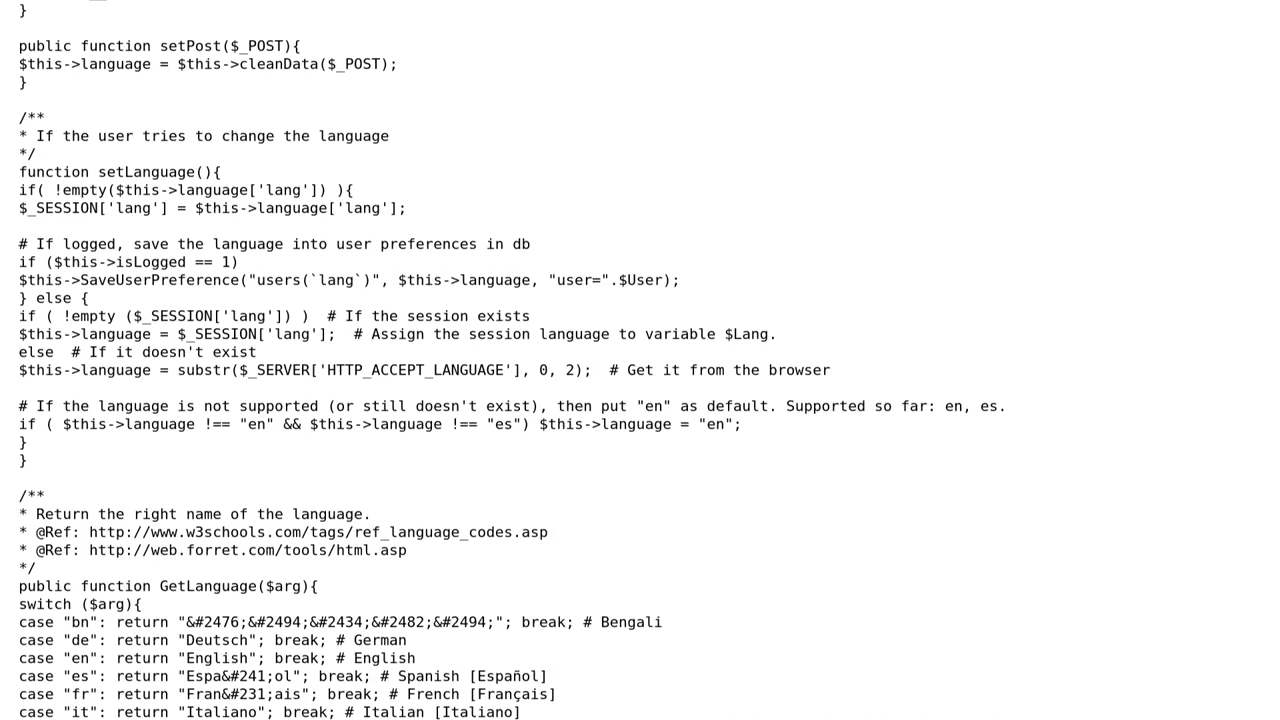 }
public function setPost($_POST){
$this->language = $this->cleanData($_POST);
}
/**
* If the user tries to change the language
*/
function setLanguage(){
if( !empty($this->language['lang']) ){
$_SESSION['lang'] = $this->language['lang'];
# If logged, save the language into user preferences in db
if ($this->isLogged == 1)
$this->SaveUserPreference("users(`lang`)", $this->language, "user=".$User);
} else {
if ( !empty ($_SESSION['lang']) )  # If the session exists
$this->language = $_SESSION['lang'];  # Assign the session language to variable $Lang.
else  # If it doesn't exist
$this->language = substr($_SERVER['HTTP_ACCEPT_LANGUAGE'], 0, 2);  # Get it from the browser
# If the language is not supported (or still doesn't exist), then put "en" as default. Supported so far: en, es.
if ( $this->language !== "en" && $this->language !== "es") $this->language = "en";
}
}
/**
* Return the right name of the language.
* @Ref: http://www.w3schools.com/tags/ref_language_codes.asp
* @Ref: http://web.forret.com/tools/html.asp
*/
public function GetLanguage($arg){
switch ($arg){
case "bn": return "&#2476;&#2494;&#2434;&#2482;&#2494;"; break; # Bengali
case "de": return "Deutsch"; break; # German
case "en": return "English"; break; # English
case "es": return "Espa&#241;ol"; break; # Spanish [Español]
case "fr": return "Fran&#231;ais"; break; # French [Français]
case "it": return "Italiano"; break; # Italian [Italiano]